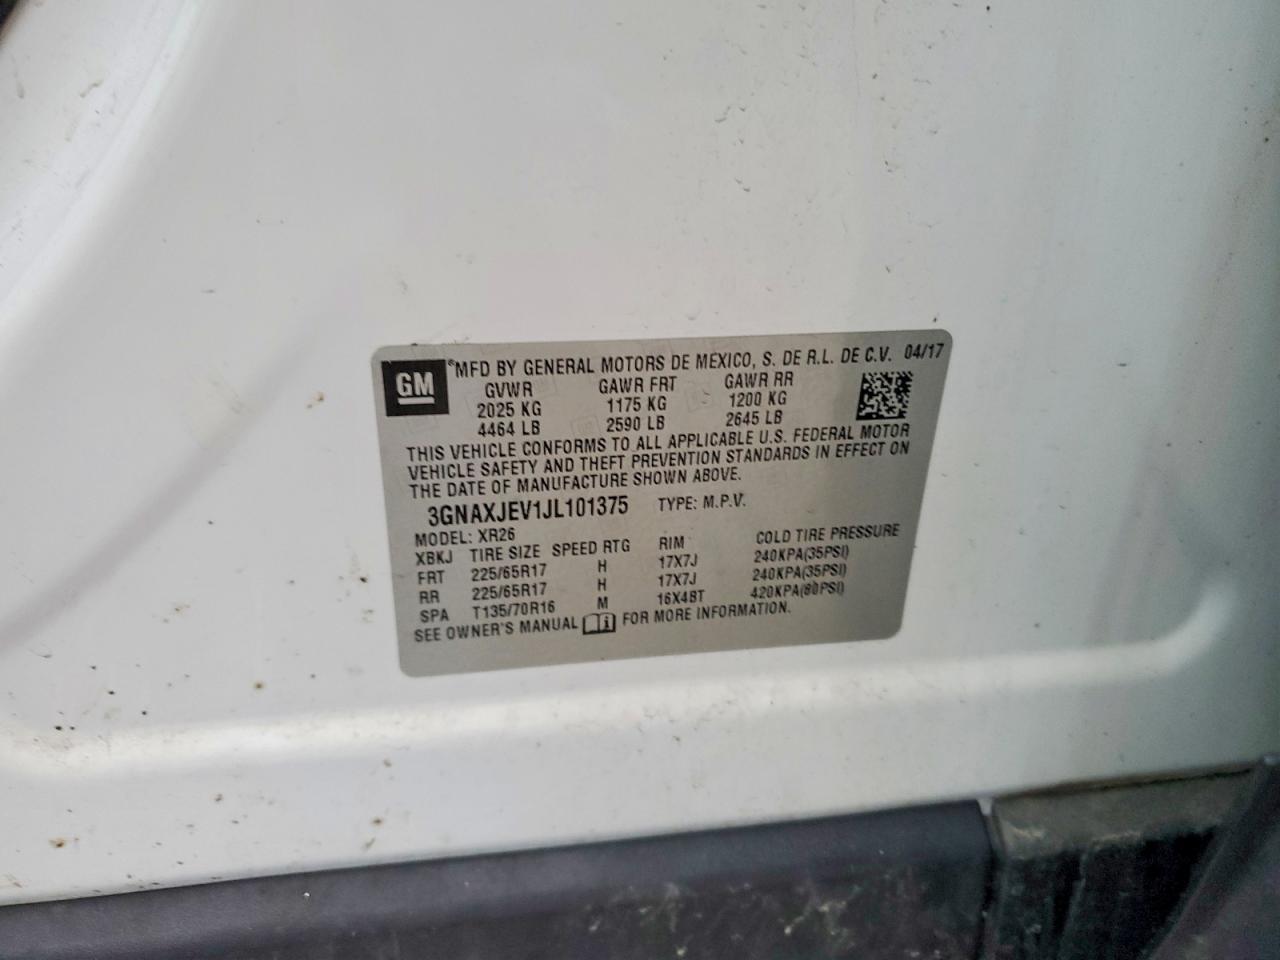 GM ®MFD BY GENERAL MOTORS DE MEXICO, S. DE R.L. DE C.V. 04/17
GVWR GAWR FRT GAWR RR
2025 KG 1175 KG 1200 KG
4464 LB 2590 LB 2645 LB
THIS VEHICLE CONFORMS TO ALL APPLICABLE U.S. FEDERAL MOTOR
VEHICLE SAFETY AND THEFT PREVENTION STANDARDS IN EFFECT ON
THE DATE OF MANUFACTURE SHOWN ABOVE.
3GNAXJEV1JL101375 TYPE: M.P.V.
MODEL: XR26
XBKJ TIRE SIZE SPEED RTG RIM COLD TIRE PRESSURE
FRT 225/65R17 H 17X7J 240KPA(35PSI)
RR 225/65R17 H 17X7J 240KPA(35PSI)
SPA T135/70R16 M 16X4BT 420KPA(60PSI)
SEE OWNER'S MANUAL FOR MORE INFORMATION.